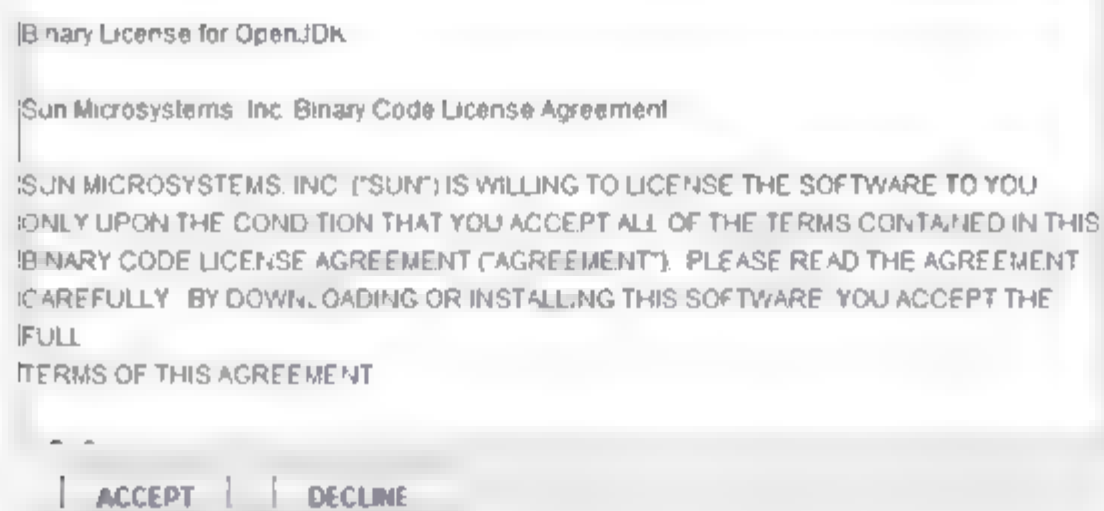 Binary License for OpenJDK
Sun Microsystems, Inc. Binary Code License Agreement
SUN MICROSYSTEMS, INC. ("SUN") IS WILLING TO LICENSE THE SOFTWARE TO YOU
ONLY UPON THE CONDITION THAT YOU ACCEPT ALL OF THE TERMS CONTAINED IN THIS
BINARY CODE LICENSE AGREEMENT ("AGREEMENT"). PLEASE READ THE AGREEMENT
CAREFULLY. BY DOWNLOADING OR INSTALLING THIS SOFTWARE, YOU ACCEPT THE
FULL
TERMS OF THIS AGREEMENT
ACCEPT DECLINE